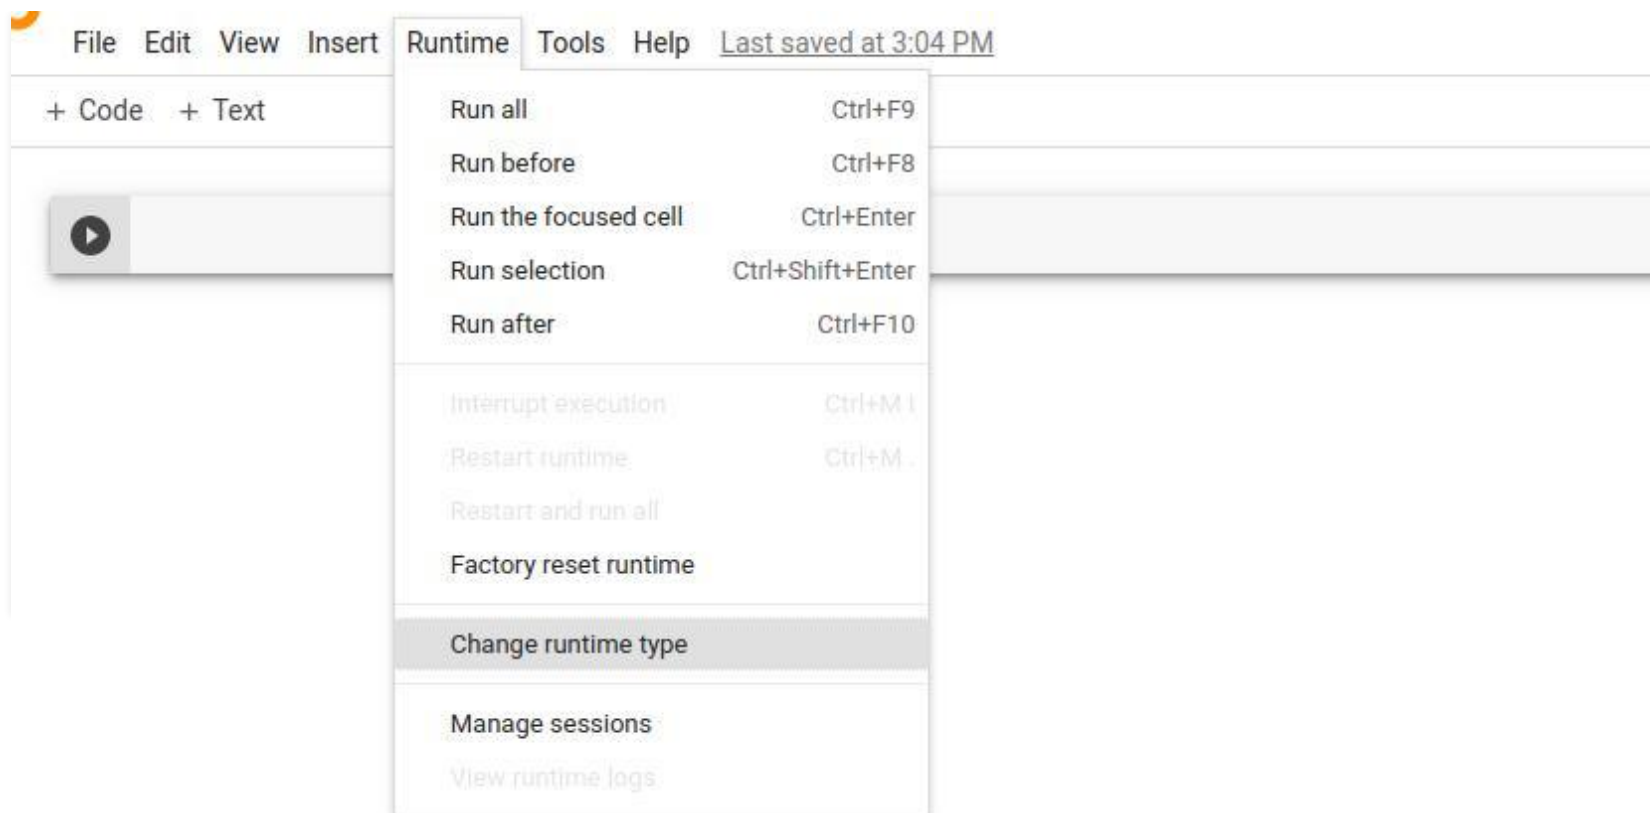 File Edit View Insert Runtime Tools Help Last saved at 3:04 PM
+ Code + Text
Run all Ctrl+F9
Run before Ctrl+F8
Run the focused cell Ctrl+Enter
Run selection Ctrl+Shift+Enter
Run after Ctrl+F10
Interrupt execution Ctrl+M I
Restart runtime Ctrl+M .
Restart and run all
Factory reset runtime
Change runtime type
Manage sessions
View runtime logs